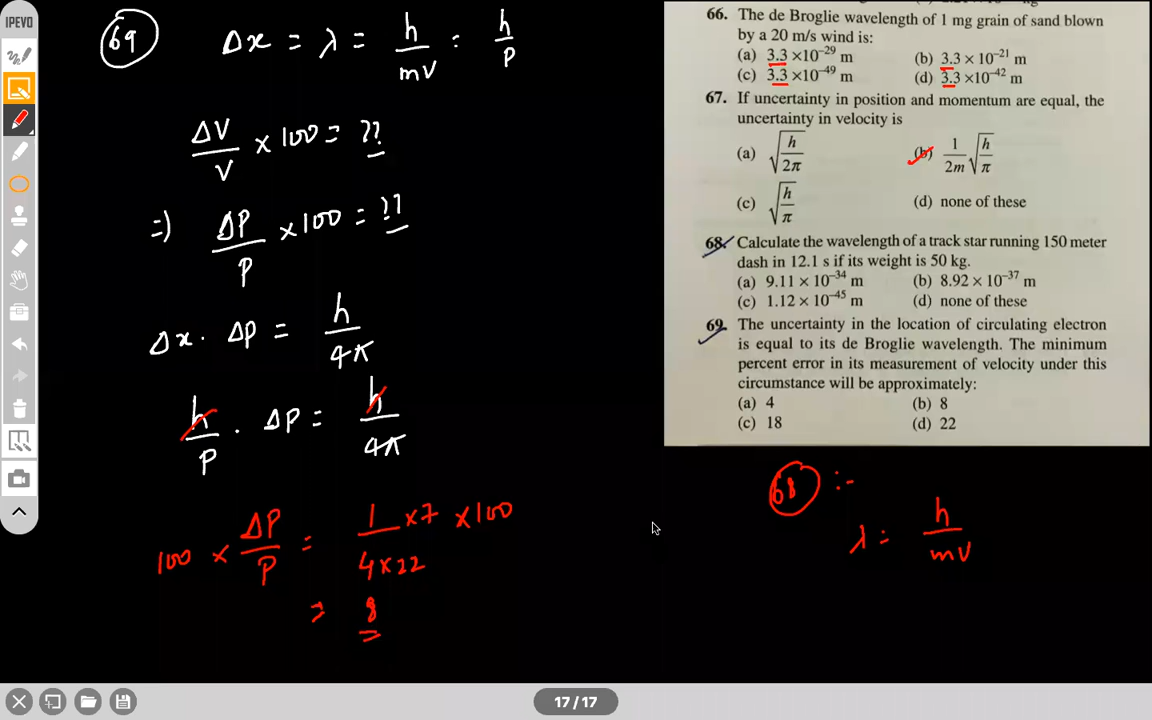 IPEVO
69
Δx = λ = h/mv = h/p
ΔV/V × 100 = ??
=> ΔP/P × 100 = ??
Δx . ΔP = h/4π
h/p . ΔP = h/4π
100 × ΔP/P = 1/4×22 ×7 ×100
= 8
66. The de Broglie wavelength of 1 mg grain of sand blown
by a 20 m/s wind is:
(a) 3.3 ×10⁻²⁹ m (b) 3.3 × 10⁻²¹ m
(c) 3.3×10⁻⁴⁹ m (d) 3.3 ×10⁻⁴² m
67. If uncertainty in position and momentum are equal, the
uncertainty in velocity is
(a) √(h/2π) (b) 1/2m √(h/π)
(c) √(h/π) (d) none of these
68. Calculate the wavelength of a track star running 150 meter
dash in 12.1 s if its weight is 50 kg.
(a) 9.11 × 10⁻³⁴ m (b) 8.92 × 10⁻³⁷ m
(c) 1.12 × 10⁻⁴⁵ m (d) none of these
69. The uncertainty in the location of circulating electron
is equal to its de Broglie wavelength. The minimum
percent error in its measurement of velocity under this
circumstance will be approximately:
(a) 4 (b) 8
(c) 18 (d) 22
68 :-
λ = h/mv
17/17